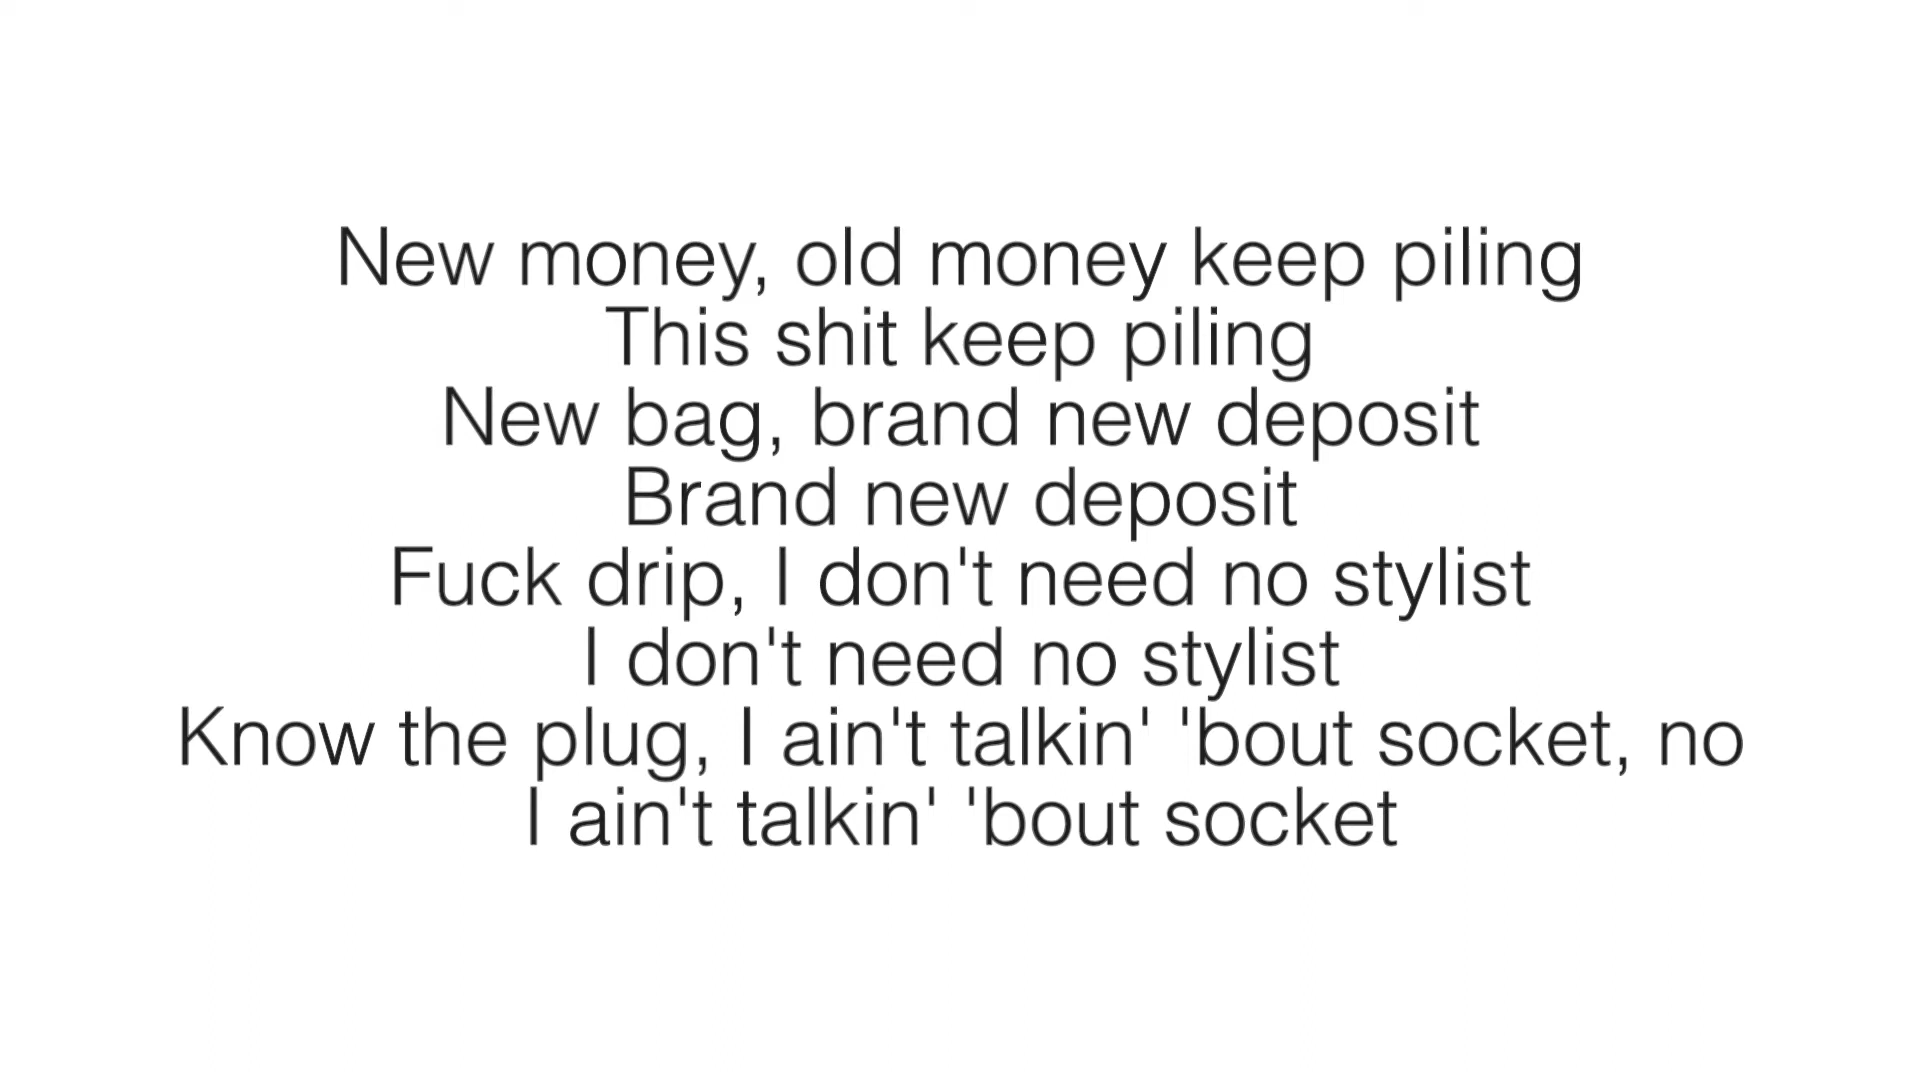 New money, old money keep piling
This shit keep piling
New bag, brand new deposit
Brand new deposit
Fuck drip, I don't need no stylist
I don't need no stylist
Know the plug, I ain't talkin' 'bout socket, no
I ain't talkin' 'bout socket